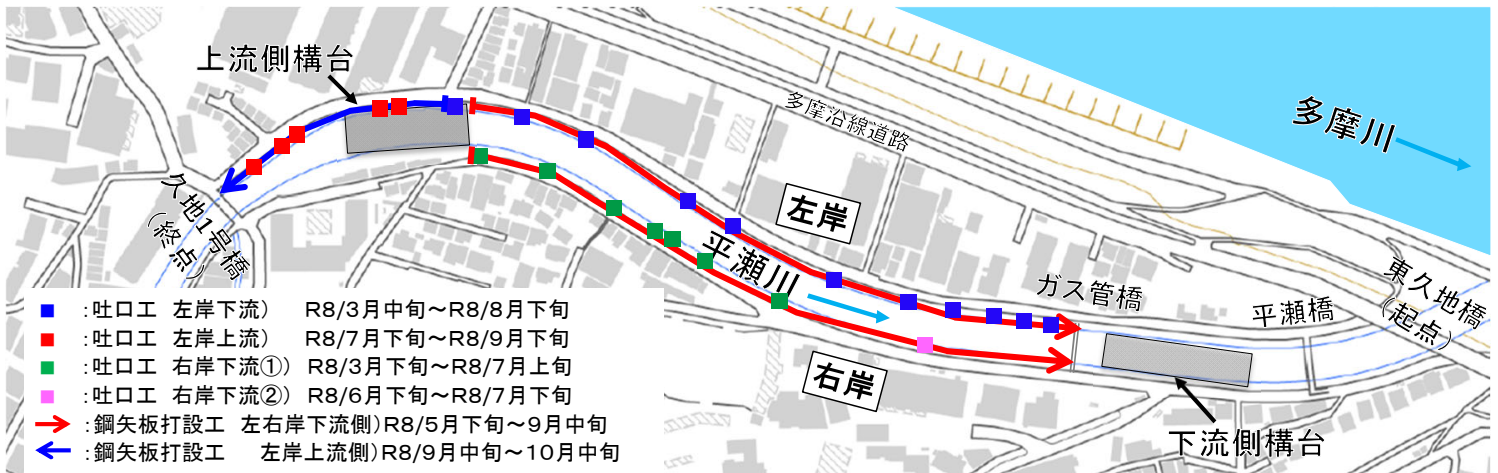 上流側構台
多摩沿線道路
多摩川
左岸
久地1号橋
（終点）
平瀬川
ガス管橋
平瀬橋
東久地橋
（起点）
右岸
下流側構台
:吐口工 左岸下流） R8/3月中旬～R8/8月下旬
:吐口工 左岸上流） R8/7月下旬～R8/9月下旬
:吐口工 右岸下流①） R8/3月下旬～R8/7月上旬
:吐口工 右岸下流②） R8/6月下旬～R8/7月下旬
:鋼矢板打設工 左右岸下流側）R8/5月下旬～9月中旬
:鋼矢板打設工 左岸上流側）R8/9月中旬～10月中旬